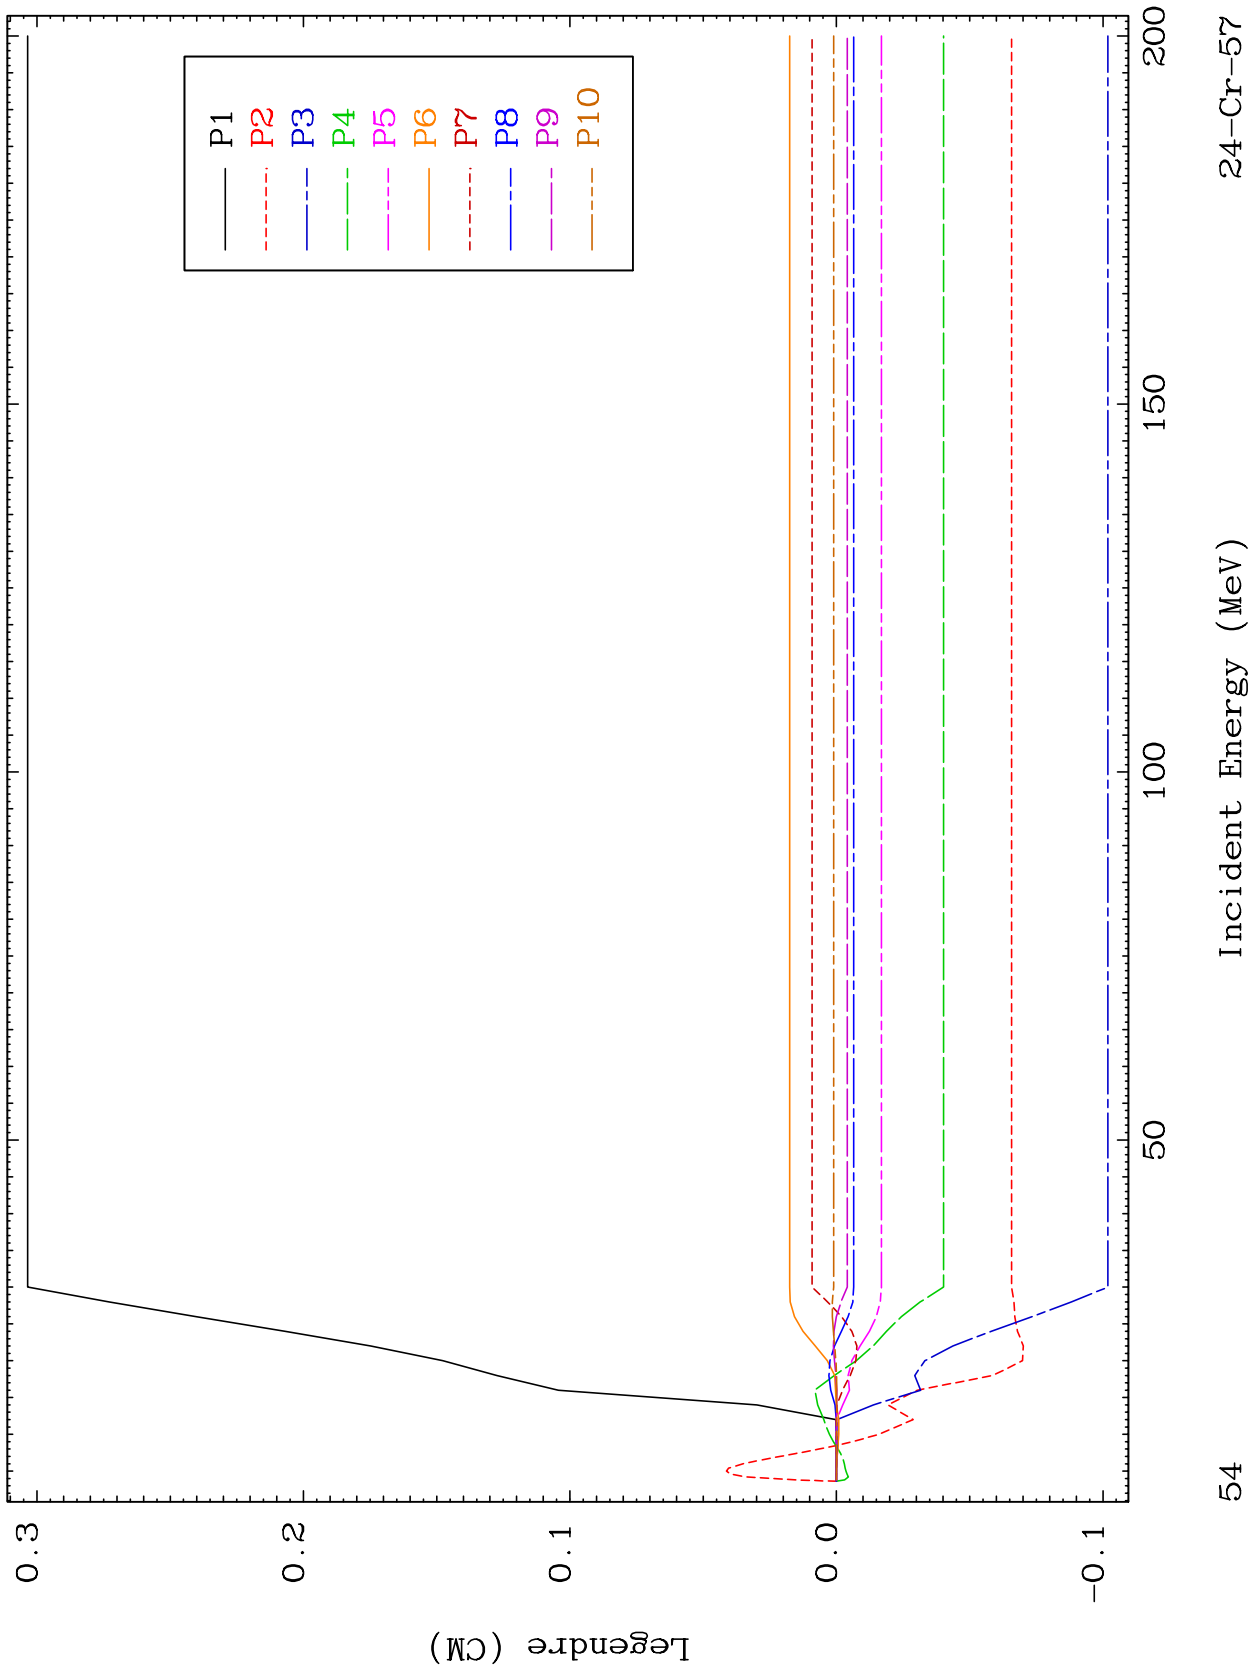 P1
P2
P3
P4
P5
P6
P7
P8
P9
P10
0.3
0.2
0.1
0.0
-0.1
Legendre (CM)
50
100
150
200
Incident Energy (MeV)
54
24-Cr-57